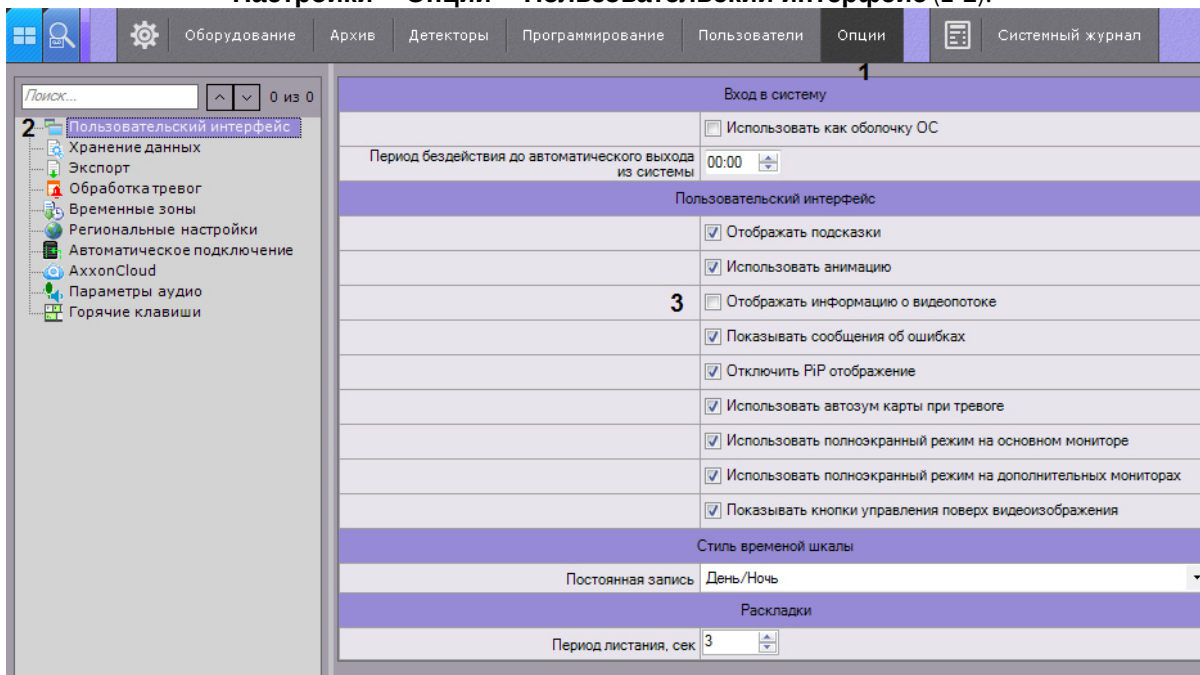 Настройки – Опции – Пользовательский интерфейс (1-2).
Оборудование Архив Детекторы Программирование Пользователи Опции Системный журнал
1
Поиск... 0 из 0
2 Пользовательский интерфейс
Хранение данных
Экспорт
Обработка тревог
Временные зоны
Региональные настройки
Автоматическое подключение
AxxonCloud
Параметры аудио
Горячие клавиши
Вход в систему
Использовать как оболочку ОС
Период бездействия до автоматического выхода
из системы 00:00
Пользовательский интерфейс
Отображать подсказки
Использовать анимацию
3 Отображать информацию о видеопотоке
Показывать сообщения об ошибках
Отключить PiP отображение
Использовать автозум карты при тревоге
Использовать полноэкранный режим на основном мониторе
Использовать полноэкранный режим на дополнительных мониторах
Показывать кнопки управления поверх видеоизображения
Стиль временой шкалы
Постоянная запись День/Ночь
Раскладки
Период листания, сек 3